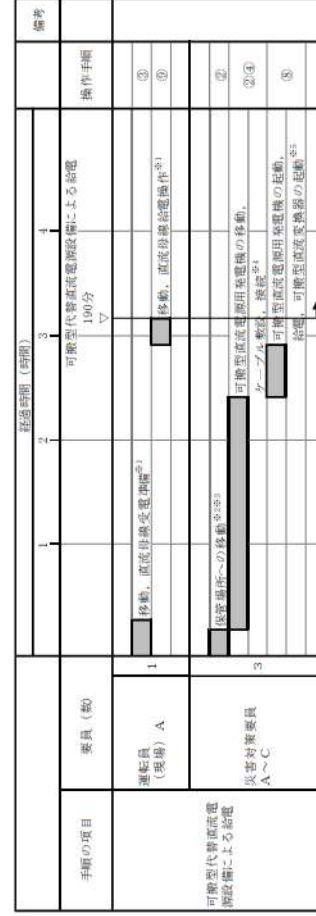 手順の項目
要員（数）
経過時間（時間）
1
2
3
4
操作手順
備考
可搬型代替直流電源設備による給電
190分
▽
可搬型代替直流電
源設備による給電
運転員
（現場） A
1
移動，直流母線受電準備※1
③
移動，直流母線給電操作※1
⑨
災害対策要員
A～C
3
保管場所への移動※2※3
②
可搬型直流電源用発電機の移動，
ケーブル敷設，接続※4
②④
可搬型直流電源用発電機の起動，
給電，可搬型直流変換器の起動※5
⑧